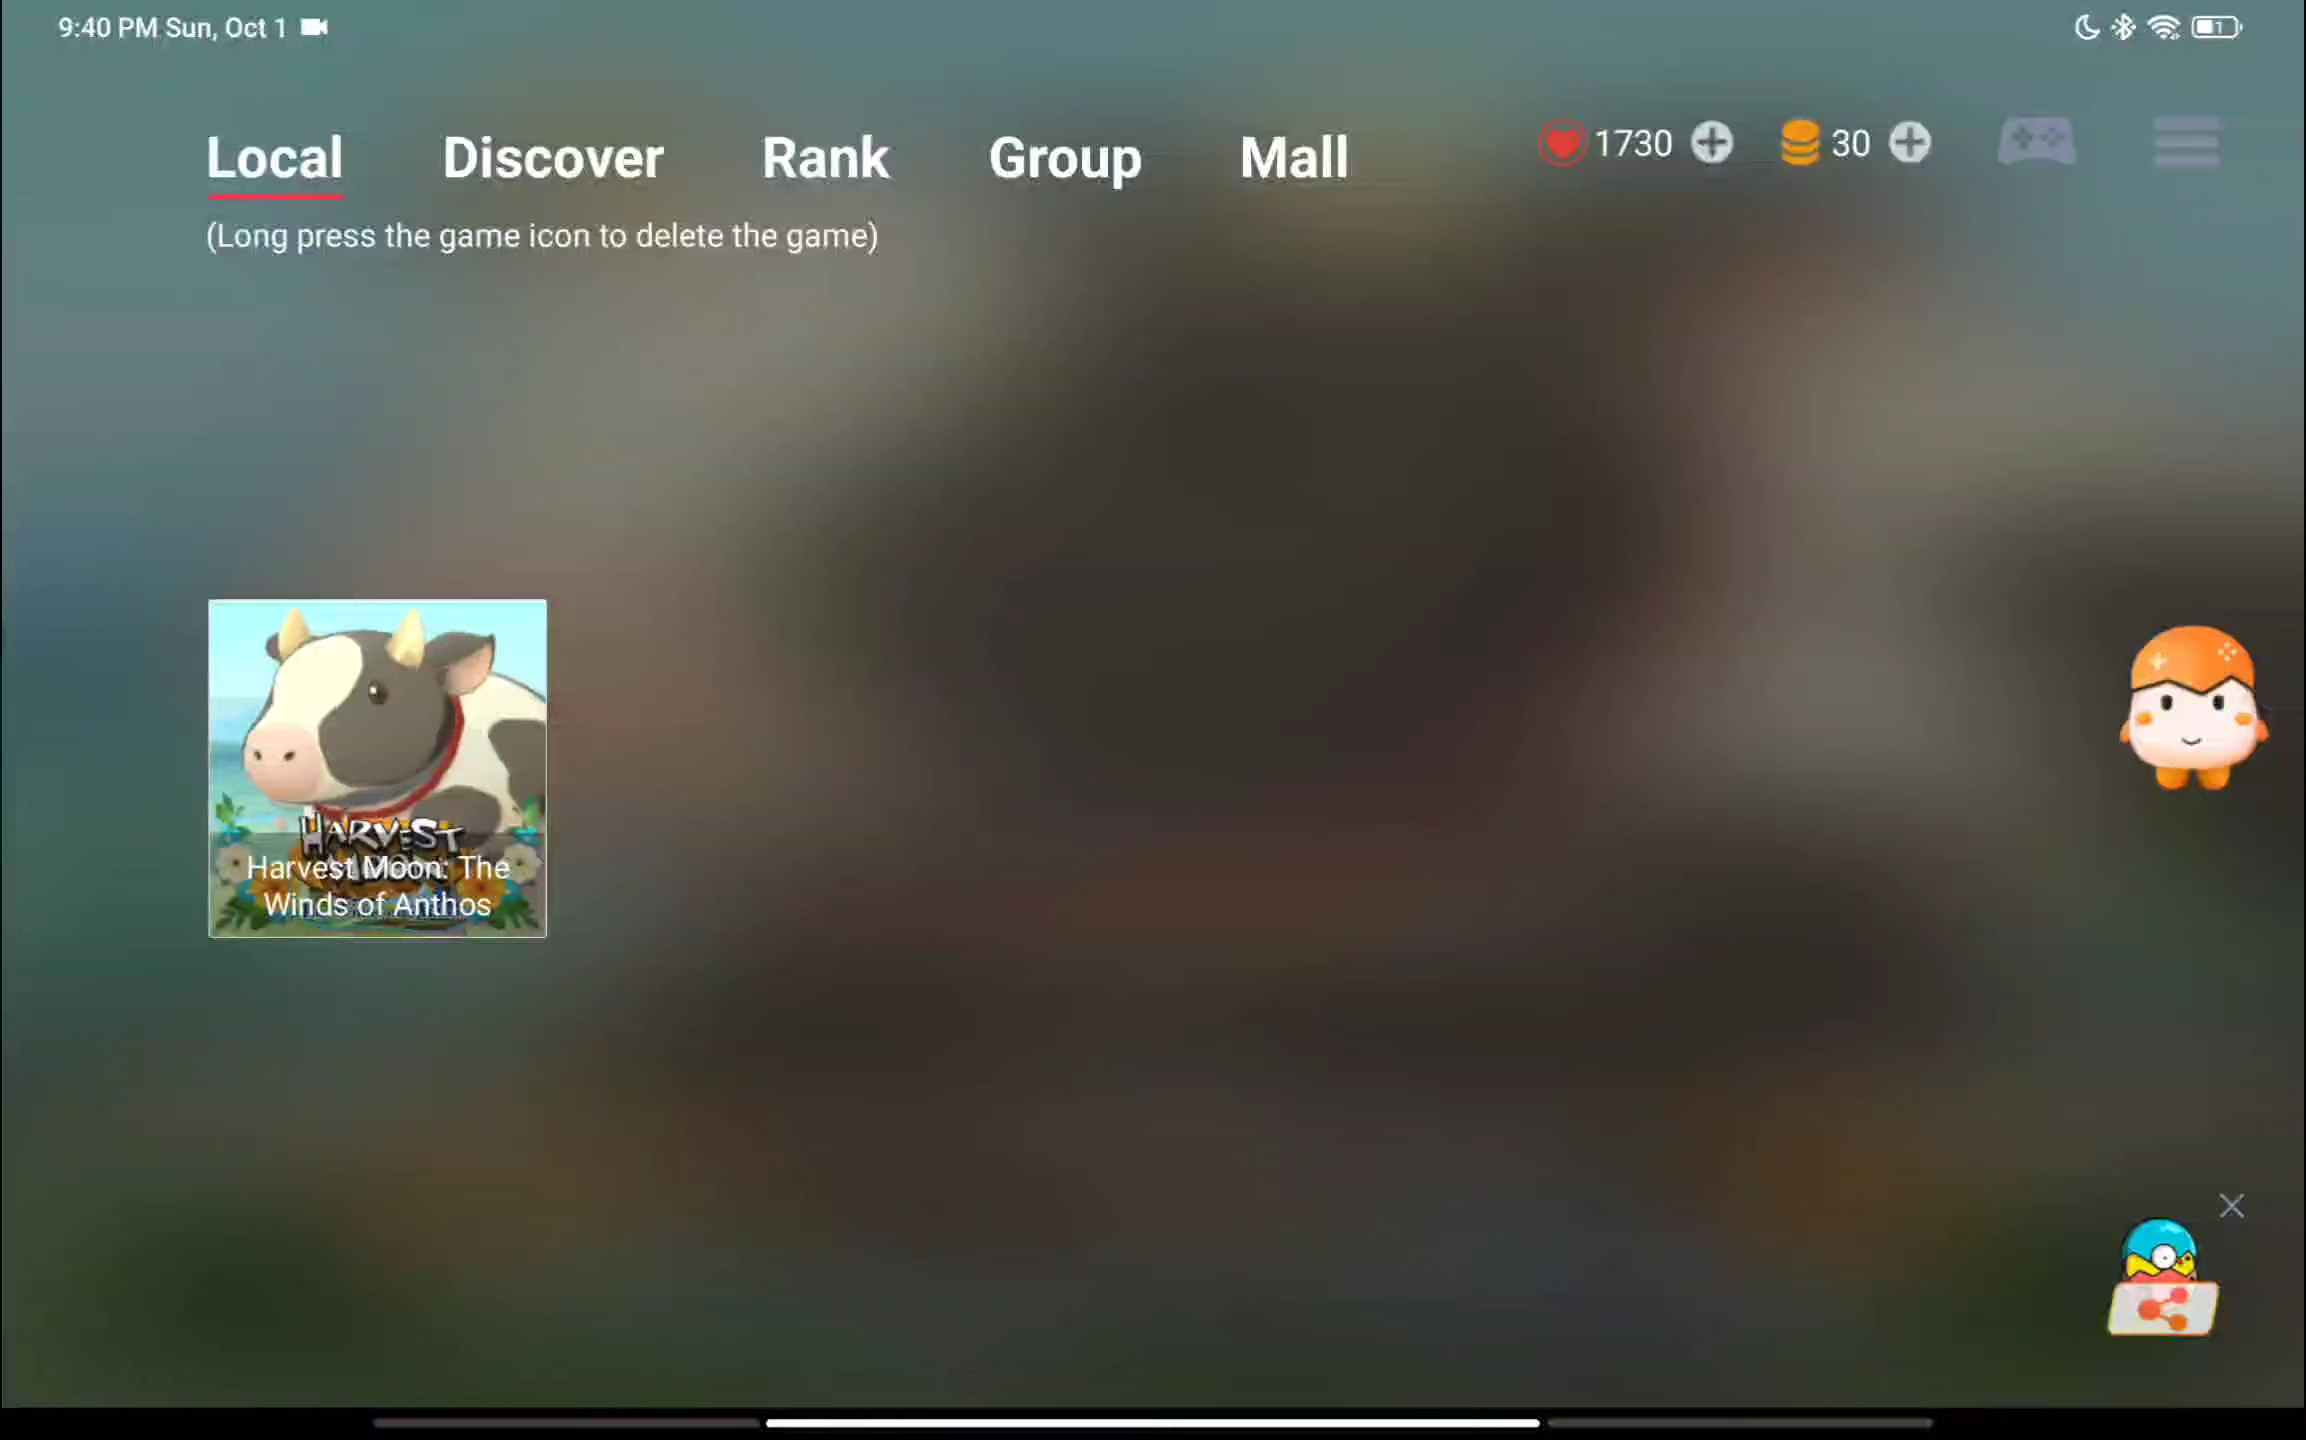 9:40 PM Sun, Oct 1
1
Local Discover Rank Group Mall 1730 30
(Long press the game icon to delete the game)
HARVEST
Harvest Moon: The
Winds of Anthos